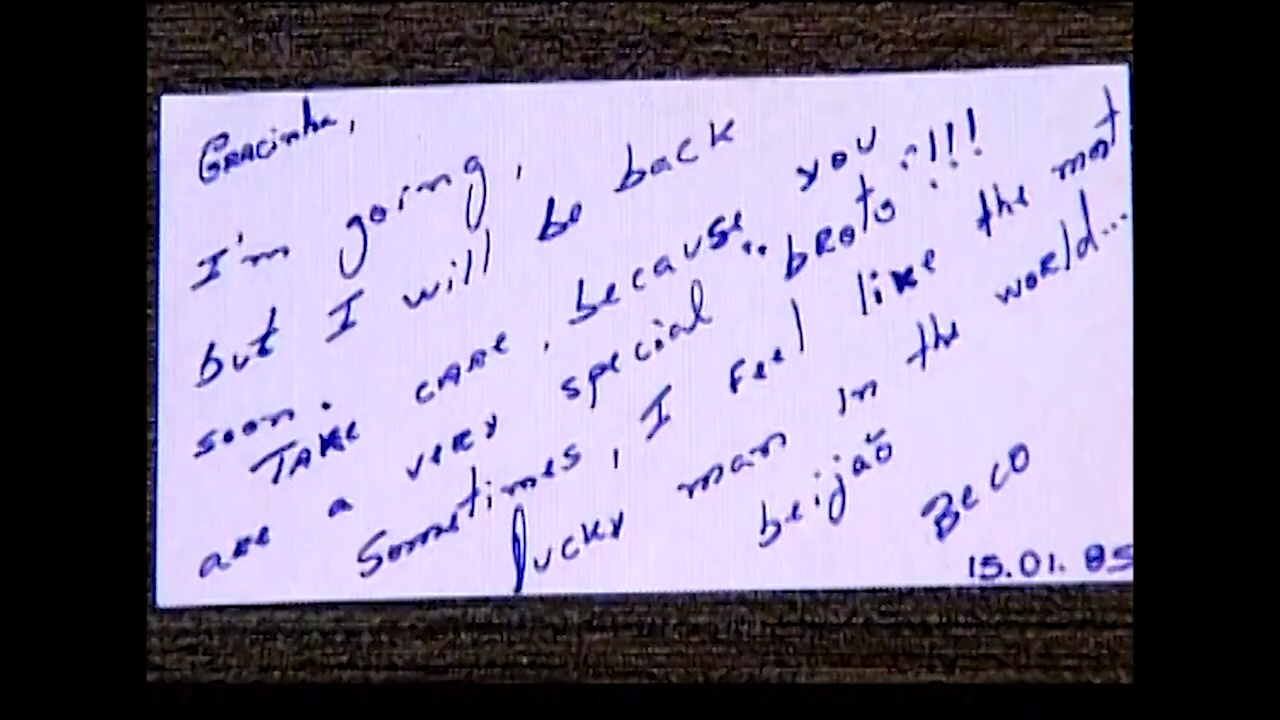 Gracinha,
I'm going,
but I will be back
soon.
Take care, because you
are a very special "broto"!!!
Sometimes, I feel like the most
lucky man in the world...
beijão
Beco
15.01.85